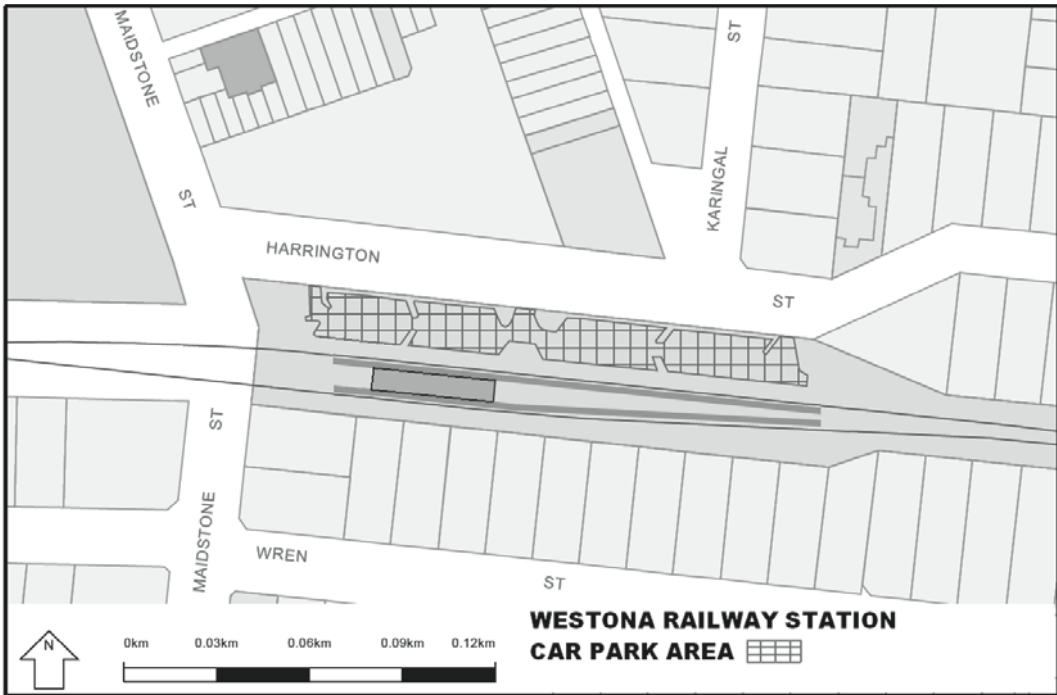 MAIDSTONE
ST
ST
KARINGAL
HARRINGTON
ST
ST
MAIDSTONE
WREN
ST
N
0km 0.03km 0.06km 0.09km 0.12km
WESTONA RAILWAY STATION
CAR PARK AREA